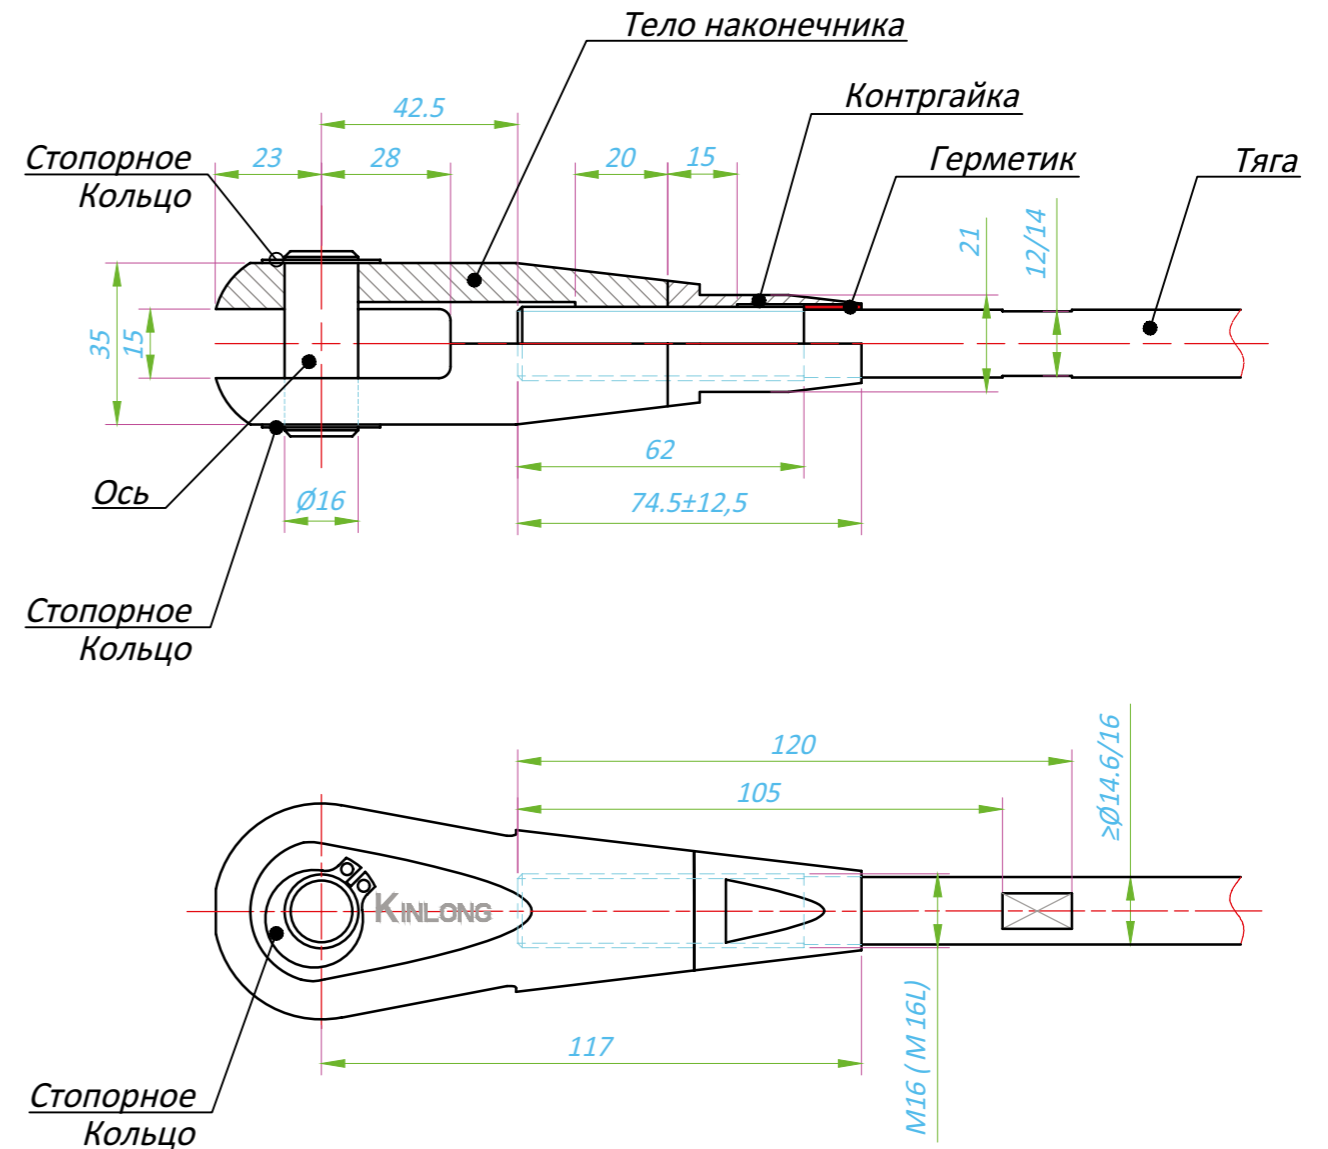 Тело наконечника
Контргайка
42.5
Стопорное
Кольцо
23
28
20
15
Герметик
Тяга
21
12/14
35
15
62
Ось
Ø16
74.5±12,5
Стопорное
Кольцо
120
≥Ø14.6/16
105
KINLONG
M16 ( M 16L)
117
Стопорное
Кольцо